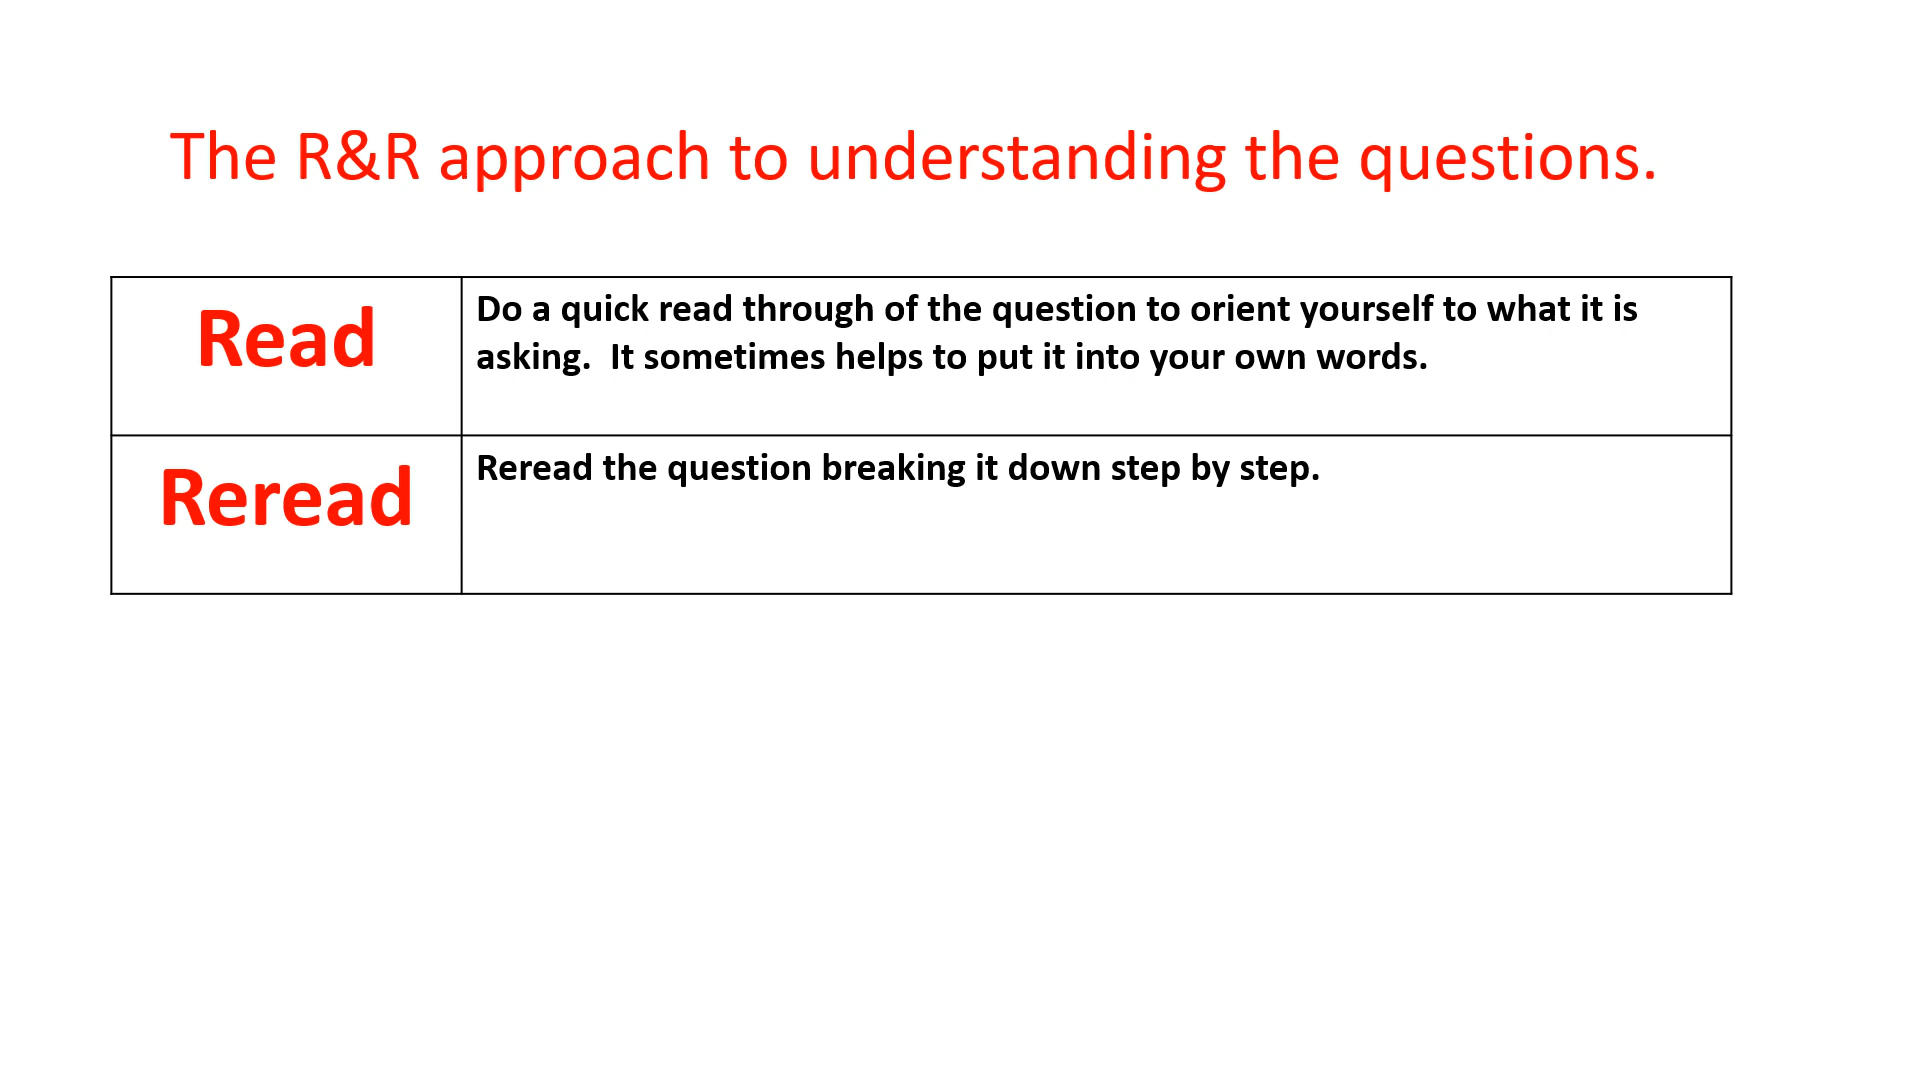 The R&R approach to understanding the questions.
Read
Do a quick read through of the question to orient yourself to what it is
asking.  It sometimes helps to put it into your own words.
Reread
Reread the question breaking it down step by step.